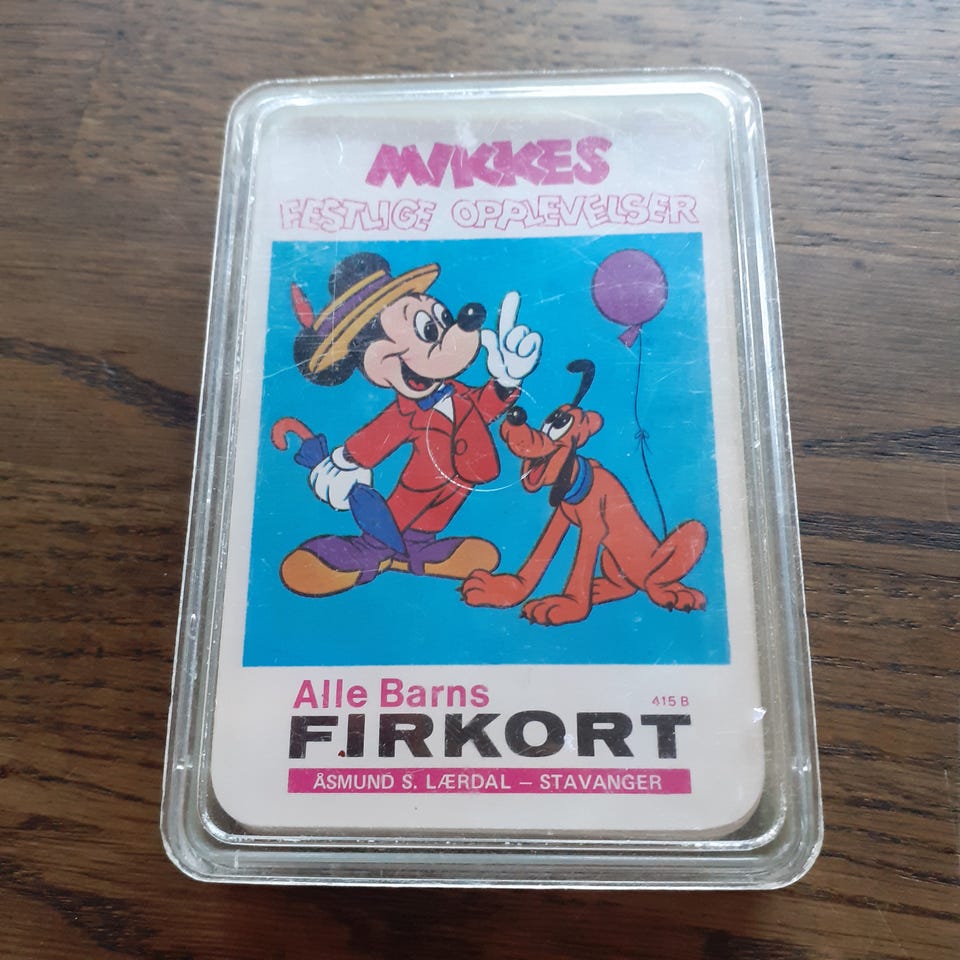 MIKKES
FESTLIGE OPPLEVELSER
Alle Barns
415 B
FIRKORT
ÅSMUND S. LÆRDAL – STAVANGER